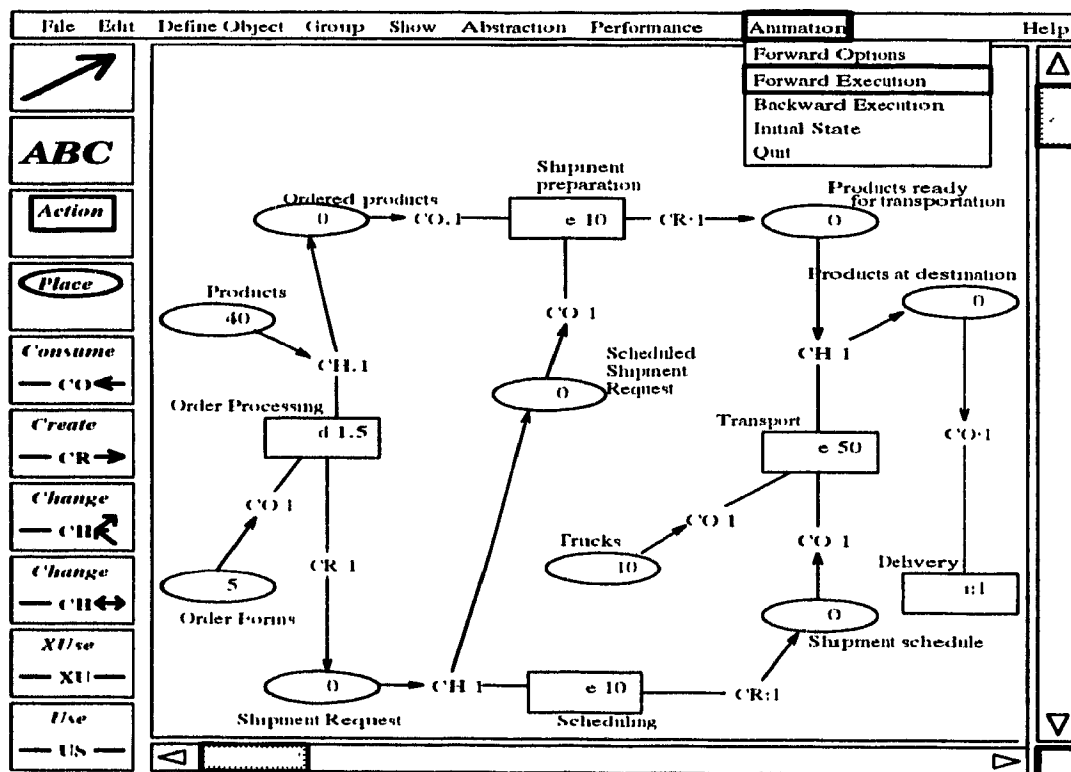 File Edit Define Object Group Show Abstraction Performance Animation Help
Forward Options
Forward Execution
Backward Execution
Initial State
Quit
ABC
Action
Place
Consume
CO
Create
CR
Change
CH
Change
CH
XUse
XU
Use
US
Ordered products
0
CO.1
Shipment
preparation
e 10
CR:1
Products ready
for transportation
0
Products
40
CH.1
CO 1
Products at destination
0
CH 1
Scheduled
Shipment
Request
0
Order Processing
d 1.5
Transport
e 50
CO:1
CO 1
CO 1
CO 1
Trucks
10
CR 1
5
Order Forms
Delivery
i:1
0
Shipment schedule
0
Shipment Request
CH 1
e 10
Scheduling
CR:1